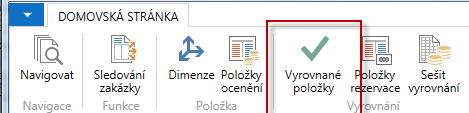 DOMOVSKÁ STRÁNKA
Navigovat
Sledování
zakázky
Dimenze
Položky
ocenění
Vyrovnané
položky
Položky
rezervace
Sešit
vyrovnání
Navigace
Funkce
Položka
Vyrovnání